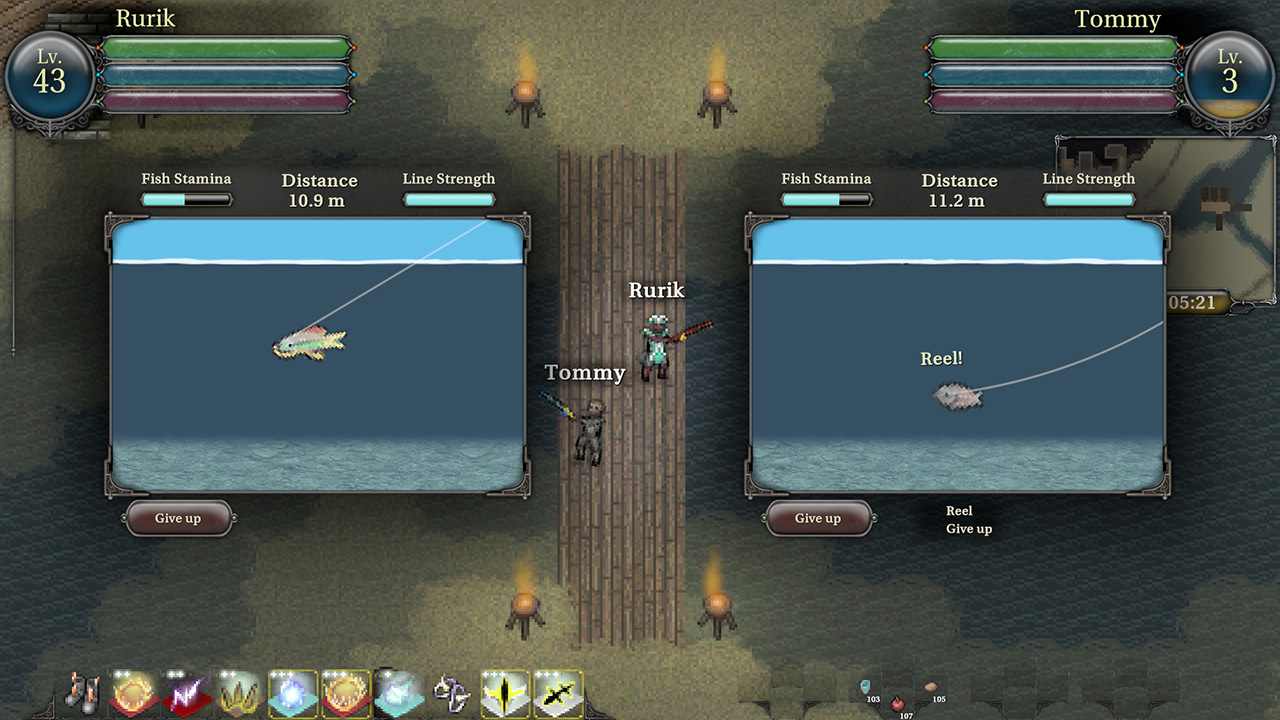 Rurik
Tommy
Lv.
43
Lv.
3
Fish Stamina
Distance
10.9 m
Line Strength
Fish Stamina
Distance
11.2 m
Line Strength
Rurik
05:21
Reel!
Tommy
Give up
Give up
Reel
Give up
103
105
107